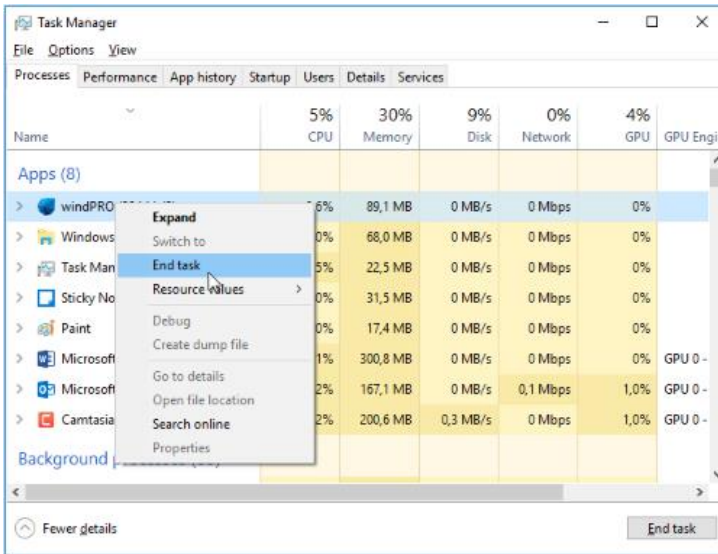 Task Manager
File Options View
Processes Performance App history Startup Users Details Services
5% 30% 9% 0% 4%
Name CPU Memory Disk Network GPU GPU Engi
Apps (8)
windPRO 6% 89,1 MB 0 MB/s 0 Mbps 0%
Windows 0% 68,0 MB 0 MB/s 0 Mbps 0%
Task Man 5% 22,5 MB 0 MB/s 0 Mbps 0%
Sticky No 0% 31,5 MB 0 MB/s 0 Mbps 0%
Paint 0% 17,4 MB 0 MB/s 0 Mbps 0%
Microsoft 1% 300,8 MB 0 MB/s 0 Mbps 0% GPU 0 -
Microsoft 2% 167,1 MB 0 MB/s 0,1 Mbps 1,0% GPU 0 -
Camtasia 2% 200,6 MB 0,3 MB/s 0 Mbps 1,0% GPU 0 -
Background
Expand
Switch to
End task
Resource values
Debug
Create dump file
Go to details
Open file location
Search online
Properties
Fewer details
End task